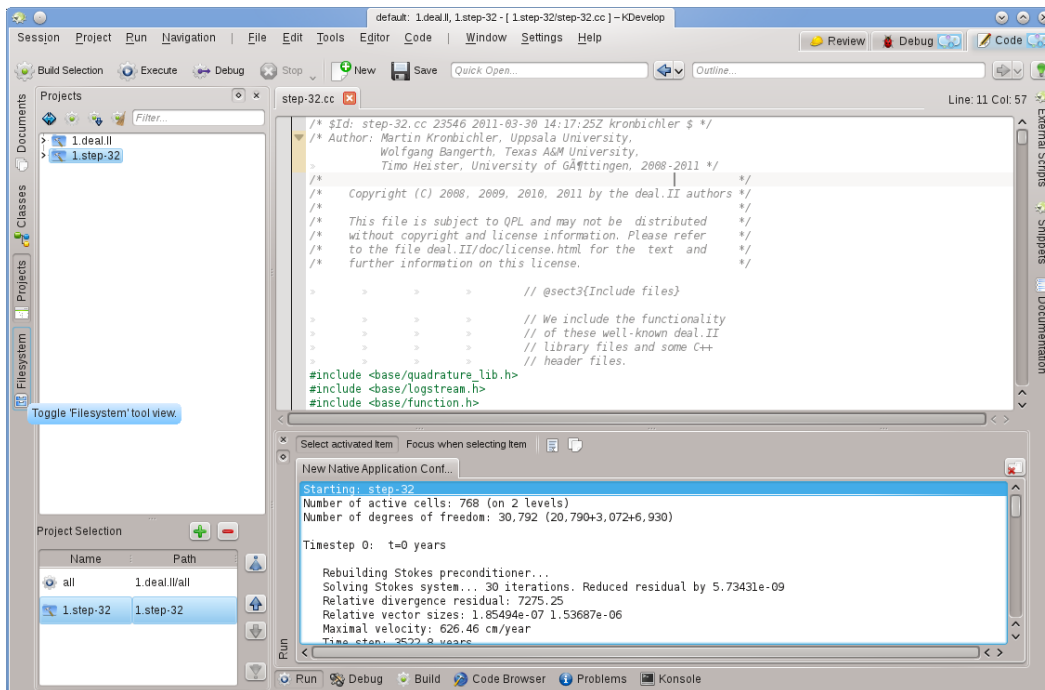 default: 1.deal.II, 1.step-32 - [ 1.step-32/step-32.cc ] – KDevelop
Session Project Run Navigation | File Edit Tools Editor Code | Window Settings Help
Review Debug Code
Build Selection Execute Debug Stop New Save Quick Open... Outline...
Documents
Classes
Projects
Filesystem
Projects
Filter...
1.deal.II
1.step-32
Toggle 'Filesystem' tool view.
Project Selection
Name Path
all 1.deal.II/all
1.step-32 1.step-32
step-32.cc
Line: 11 Col: 57
/* $Id: step-32.cc 23546 2011-03-30 14:17:25Z kronbichler $ */
/* Author: Martin Kronbichler, Uppsala University,
Wolfgang Bangerth, Texas A&M University,
» Timo Heister, University of GÃ¶ttingen, 2008-2011 */
/* */
/* Copyright (C) 2008, 2009, 2010, 2011 by the deal.II authors */
/* */
/* This file is subject to QPL and may not be distributed */
/* without copyright and license information. Please refer */
/* to the file deal.II/doc/license.html for the text and */
/* further information on this license. */
» » » » // @sect3{Include files}
» » » » // We include the functionality
» » » » // of these well-known deal.II
» » » » // library files and some C++
» » » » // header files.
#include <base/quadrature_lib.h>
#include <base/logstream.h>
#include <base/function.h>
External Scripts
Snippets
Documentation
Select activated Item Focus when selecting Item
New Native Application Conf...
Starting: step-32
Number of active cells: 768 (on 2 levels)
Number of degrees of freedom: 30,792 (20,790+3,072+6,930)
Timestep 0: t=0 years
Rebuilding Stokes preconditioner...
Solving Stokes system... 30 iterations. Reduced residual by 5.73431e-09
Relative divergence residual: 7275.25
Relative vector sizes: 1.85494e-07 1.53687e-06
Maximal velocity: 626.46 cm/year
Time step: 3522.8 years
Run
Run Debug Build Code Browser Problems Konsole